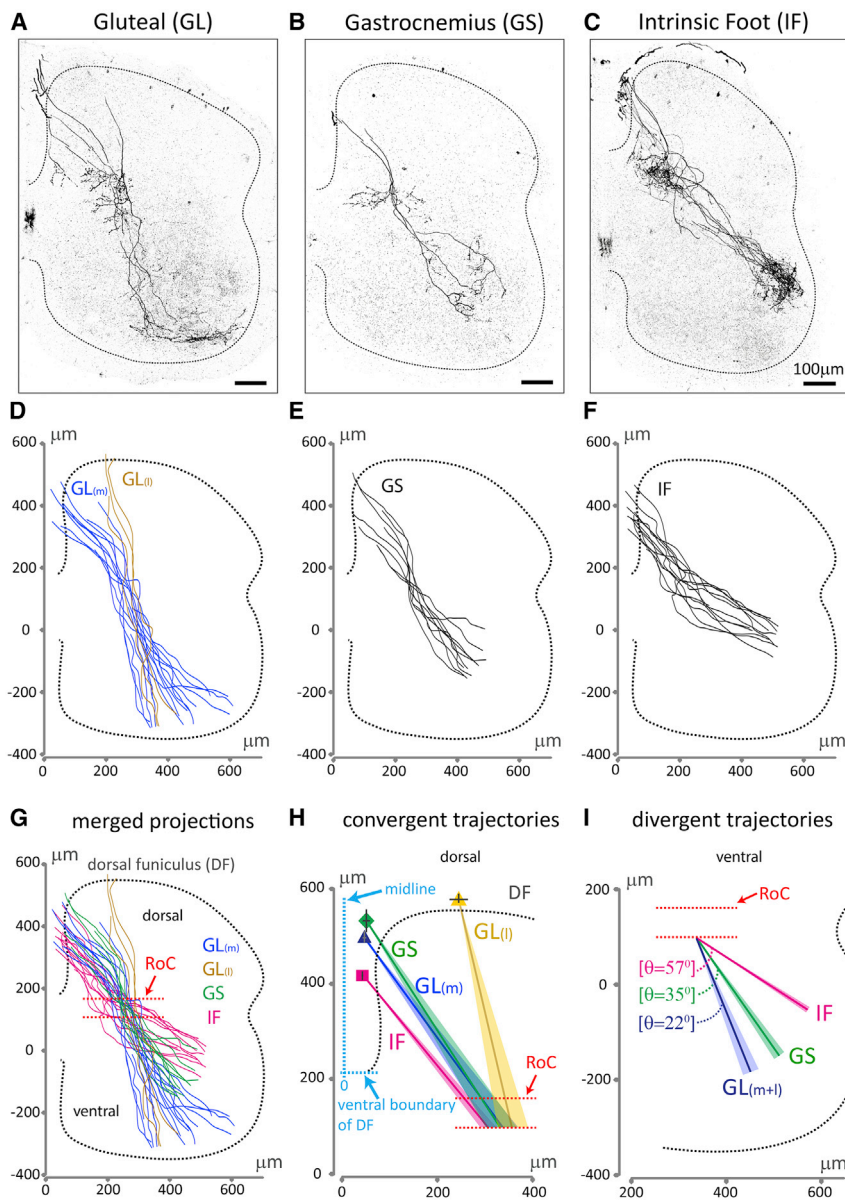 A Gluteal (GL)
B Gastrocnemius (GS)
C Intrinsic Foot (IF)
100µm
D
µm
600
400
200
0
-200
-400
0 200 400 600
µm
GL(m)
GL(l)
E
µm
600
400
200
0
-200
-400
0 200 400 600
µm
GS
F
µm
600
400
200
0
-200
-400
0 200 400 600
µm
IF
G merged projections
µm
dorsal funiculus (DF)
600
400
200
0
-200
-400
0 200 400 600
µm
dorsal
GL(m)
GL(l)
GS
IF
RoC
ventral
H convergent trajectories
dorsal
µm
600
400
200
0
0 200 400
µm
midline
DF
GL(l)
GS
GL(m)
IF
RoC
0
ventral boundary
of DF
I divergent trajectories
ventral
µm
200
0
-200
-400
200 400 600
µm
RoC
[θ=57⁰]
[θ=35⁰]
[θ=22⁰]
IF
GS
GL(m+l)